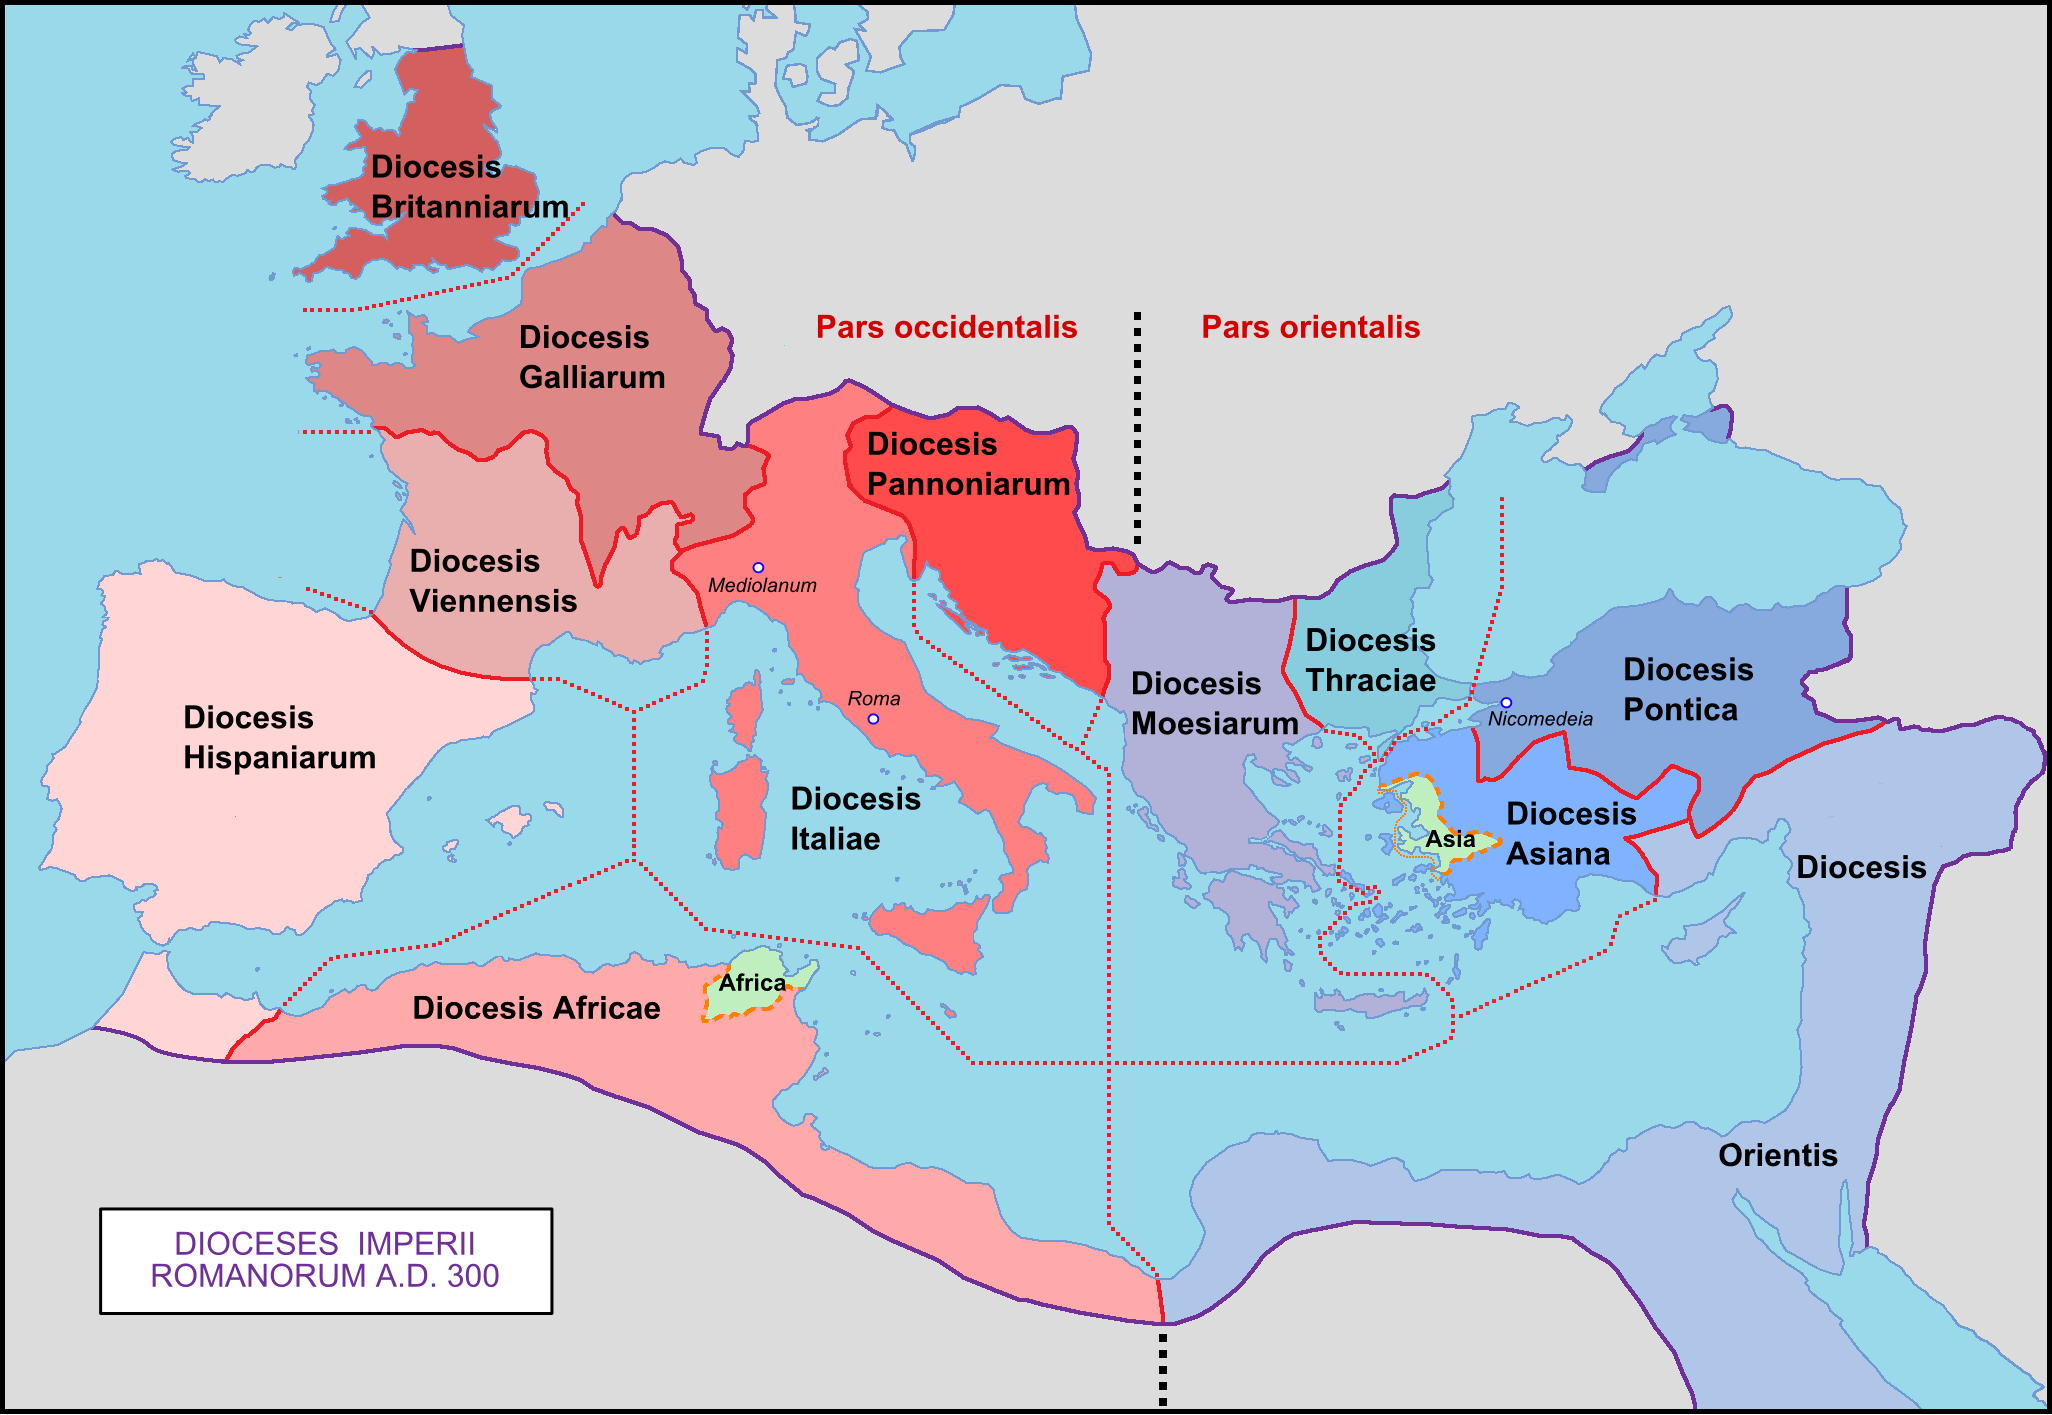 Diocesis
Britanniarum
Pars occidentalis
Pars orientalis
Diocesis
Galliarum
Diocesis
Pannoniarum
Diocesis
Viennensis
Mediolanum
Diocesis
Thraciae
Diocesis
Moesiarum
Diocesis
Pontica
Roma
Nicomedeia
Diocesis
Hispaniarum
Diocesis
Italiae
Asia
Diocesis
Asiana
Diocesis
Africa
Diocesis Africae
Orientis
DIOCESES IMPERII
ROMANORUM A.D. 300